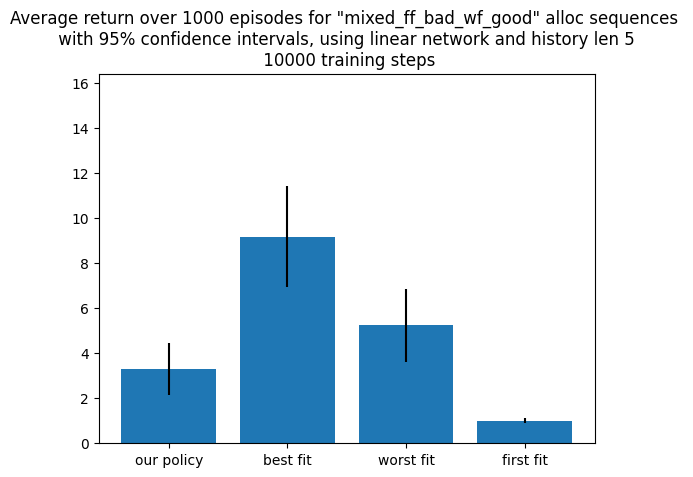 Average return over 1000 episodes for "mixed_ff_bad_wf_good" alloc sequences
with 95% confidence intervals, using linear network and history len 5
10000 training steps
16
14
12
10
8
6
4
2
0
our policy
best fit
worst fit
first fit